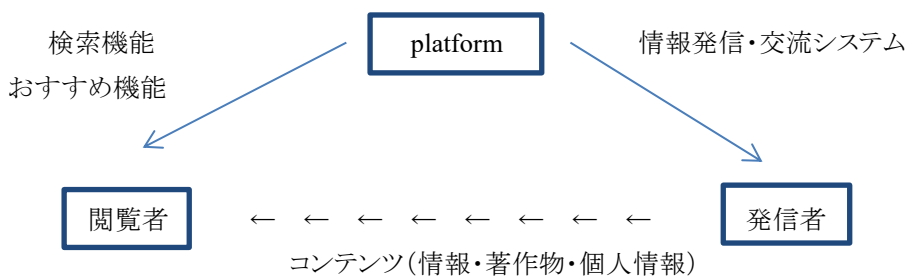 platform
検索機能
おすすめ機能
情報発信・交流システム
閲覧者
← ← ← ← ← ← ← ←
発信者
コンテンツ(情報・著作物・個人情報)